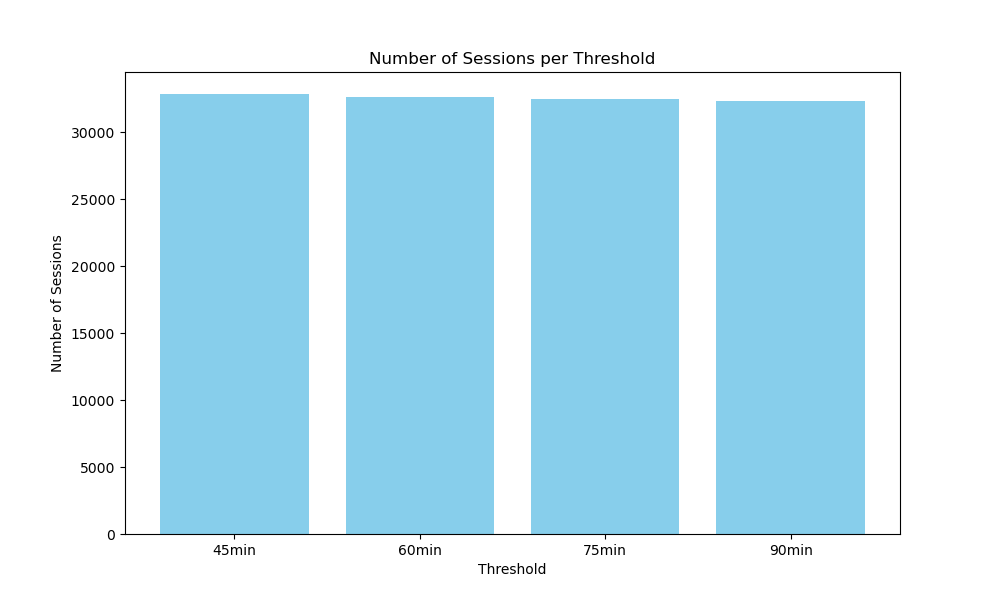 Number of Sessions per Threshold
Number of Sessions
30000
25000
20000
15000
10000
5000
0
45min 60min 75min 90min
Threshold